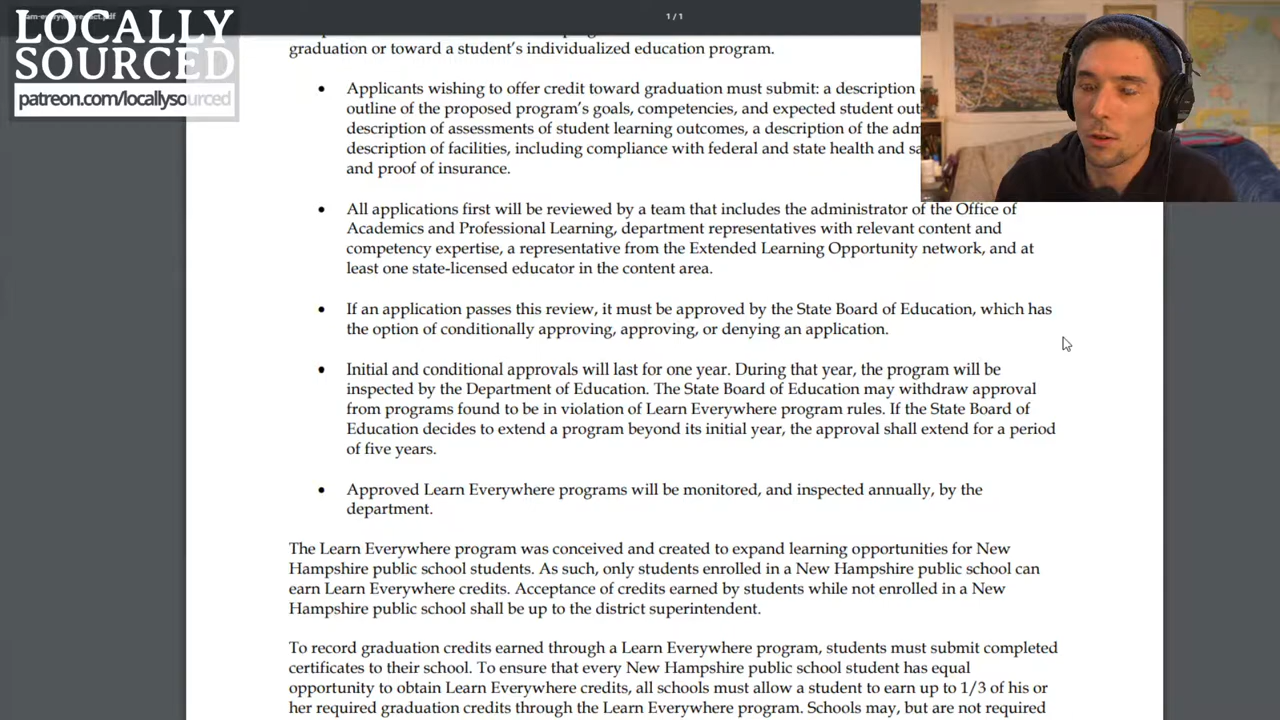 LOCALLY
SOURCED
patreon.com/locallysourced
1 / 1
graduation or toward a student's individualized education program.
• Applicants wishing to offer credit toward graduation must submit: a description
outline of the proposed program's goals, competencies, and expected student
description of assessments of student learning outcomes, a description of the
description of facilities, including compliance with federal and state health and
and proof of insurance.
• All applications first will be reviewed by a team that includes the administrator of the Office of
Academics and Professional Learning, department representatives with relevant content and
competency expertise, a representative from the Extended Learning Opportunity network, and at
least one state-licensed educator in the content area.
• If an application passes this review, it must be approved by the State Board of Education, which has
the option of conditionally approving, approving, or denying an application.
• Initial and conditional approvals will last for one year. During that year, the program will be
inspected by the Department of Education. The State Board of Education may withdraw approval
from programs found to be in violation of Learn Everywhere program rules. If the State Board of
Education decides to extend a program beyond its initial year, the approval shall extend for a period
of five years.
• Approved Learn Everywhere programs will be monitored, and inspected annually, by the
department.
The Learn Everywhere program was conceived and created to expand learning opportunities for New
Hampshire public school students. As such, only students enrolled in a New Hampshire public school can
earn Learn Everywhere credits. Acceptance of credits earned by students while not enrolled in a New
Hampshire public school shall be up to the district superintendent.
To record graduation credits earned through a Learn Everywhere program, students must submit completed
certificates to their school. To ensure that every New Hampshire public school student has equal
opportunity to obtain Learn Everywhere credits, all schools must allow a student to earn up to 1/3 of his or
her required graduation credits through the Learn Everywhere program. Schools may, but are not required